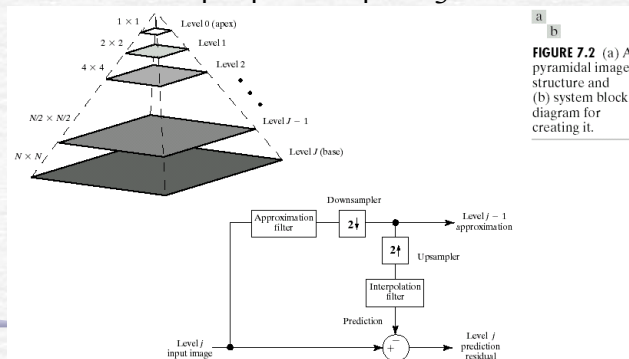 1 × 1
Level 0 (apex)
2 × 2
Level 1
4 × 4
Level 2
N/2 × N/2
Level J − 1
N × N
Level J (base)
a
b
FIGURE 7.2 (a) A
pyramidal image
structure and
(b) system block
diagram for
creating it.
Downsampler
Approximation
filter
2↓
Level j − 1
approximation
2↑
Upsampler
Interpolation
filter
Prediction
Level j
input image
+
−
Level j
prediction
residual